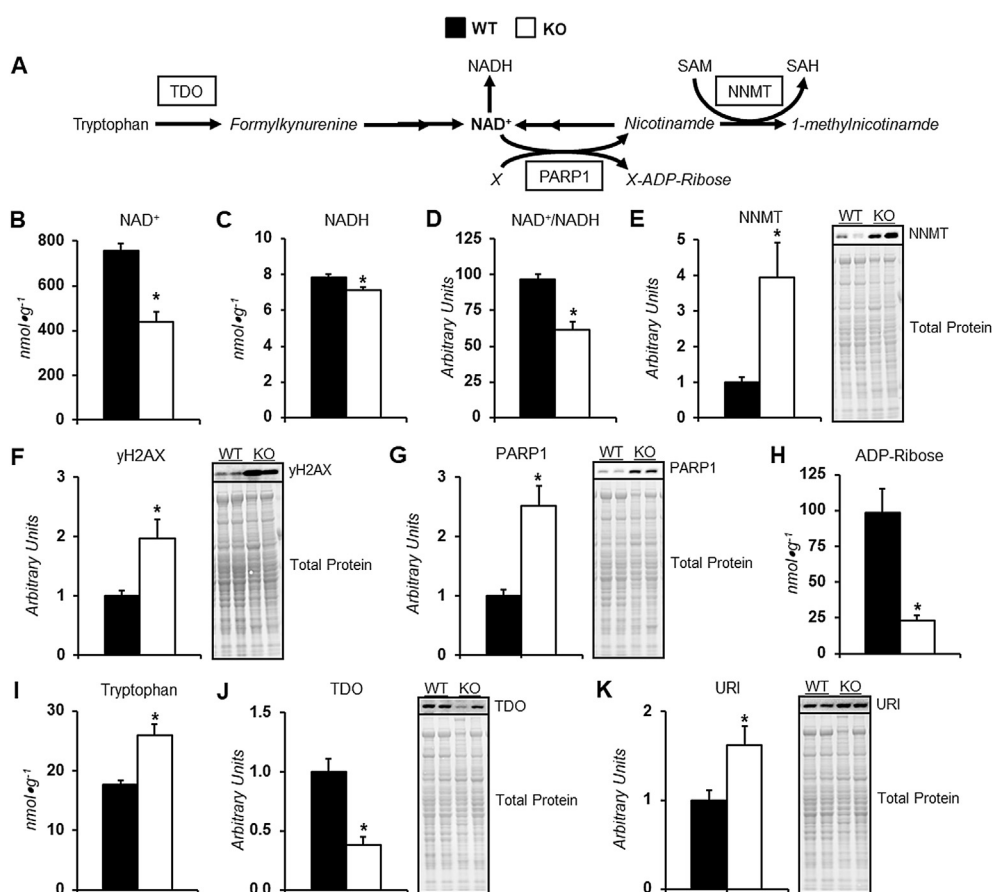 WT KO
A
NADH
SAM
SAH
TDO
NNMT
Tryptophan
Formylkynurenine
NAD⁺
Nicotinamde
1-methylnicotinamde
X
PARP1
X-ADP-Ribose
B
NAD⁺
800
600
400
200
0
nmol•g⁻¹
C
NADH
10
8
6
4
2
0
nmol•g⁻¹
*
*
D
NAD⁺/NADH
125
100
75
50
25
0
Arbitrary Units
*
E
NNMT
5
4
3
2
1
0
Arbitrary Units
*
WT KO
NNMT
Total Protein
F
yH2AX
3
2
1
0
Arbitrary Units
*
WT KO
yH2AX
Total Protein
G
PARP1
3
2
1
0
Arbitrary Units
*
WT KO
PARP1
Total Protein
H
ADP-Ribose
125
100
75
50
25
0
nmol•g⁻¹
*
I
Tryptophan
30
20
10
0
nmol•g⁻¹
*
J
TDO
1.5
1.0
0.5
0.0
Arbitrary Units
*
WT KO
TDO
Total Protein
K
URI
2
1
0
Arbitrary Units
*
WT KO
URI
Total Protein